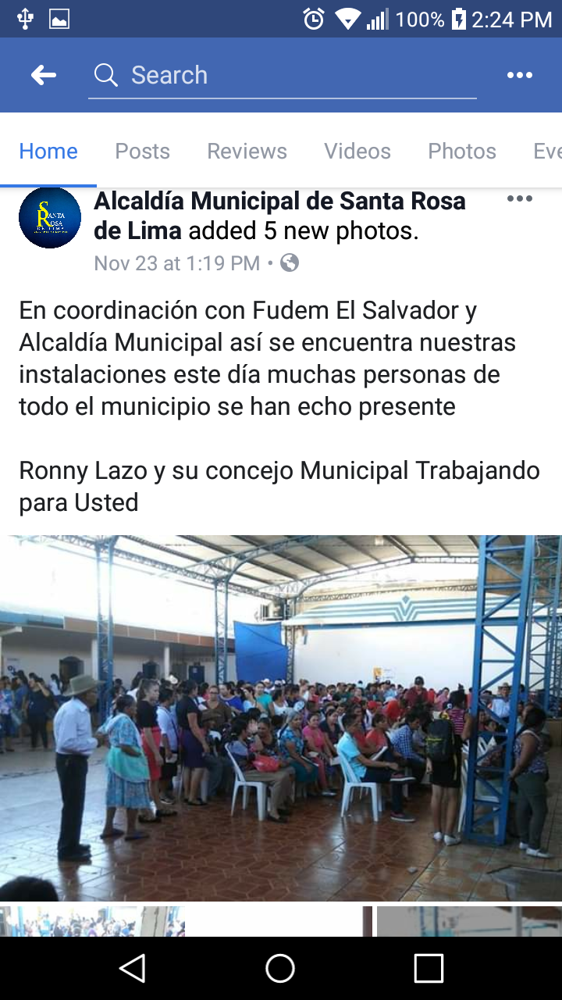 100% 2:24 PM
Search
Home Posts Reviews Videos Photos Eve
SANTA
ROSA
DE LIMA
Alcaldía Municipal de Santa Rosa
de Lima added 5 new photos.
Nov 23 at 1:19 PM •
En coordinación con Fudem El Salvador y
Alcaldía Municipal así se encuentra nuestras
instalaciones este día muchas personas de
todo el municipio se han echo presente
Ronny Lazo y su concejo Municipal Trabajando
para Usted